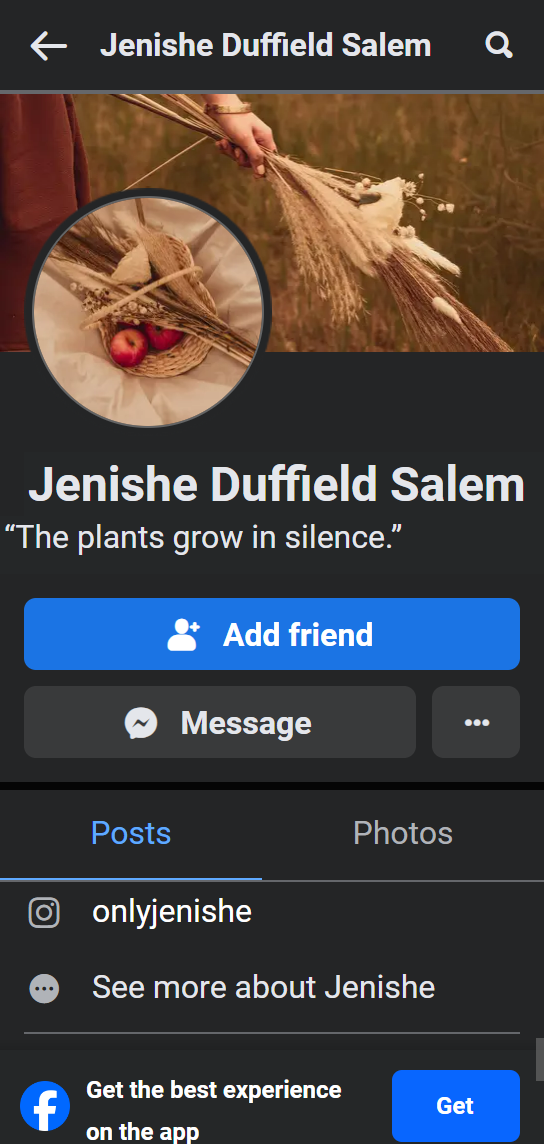 Jenishe Duffield Salem
Jenishe Duffield Salem
“The plants grow in silence.”
Add friend
Message
Posts
Photos
onlyjenishe
See more about Jenishe
Get the best experience
on the app
Get